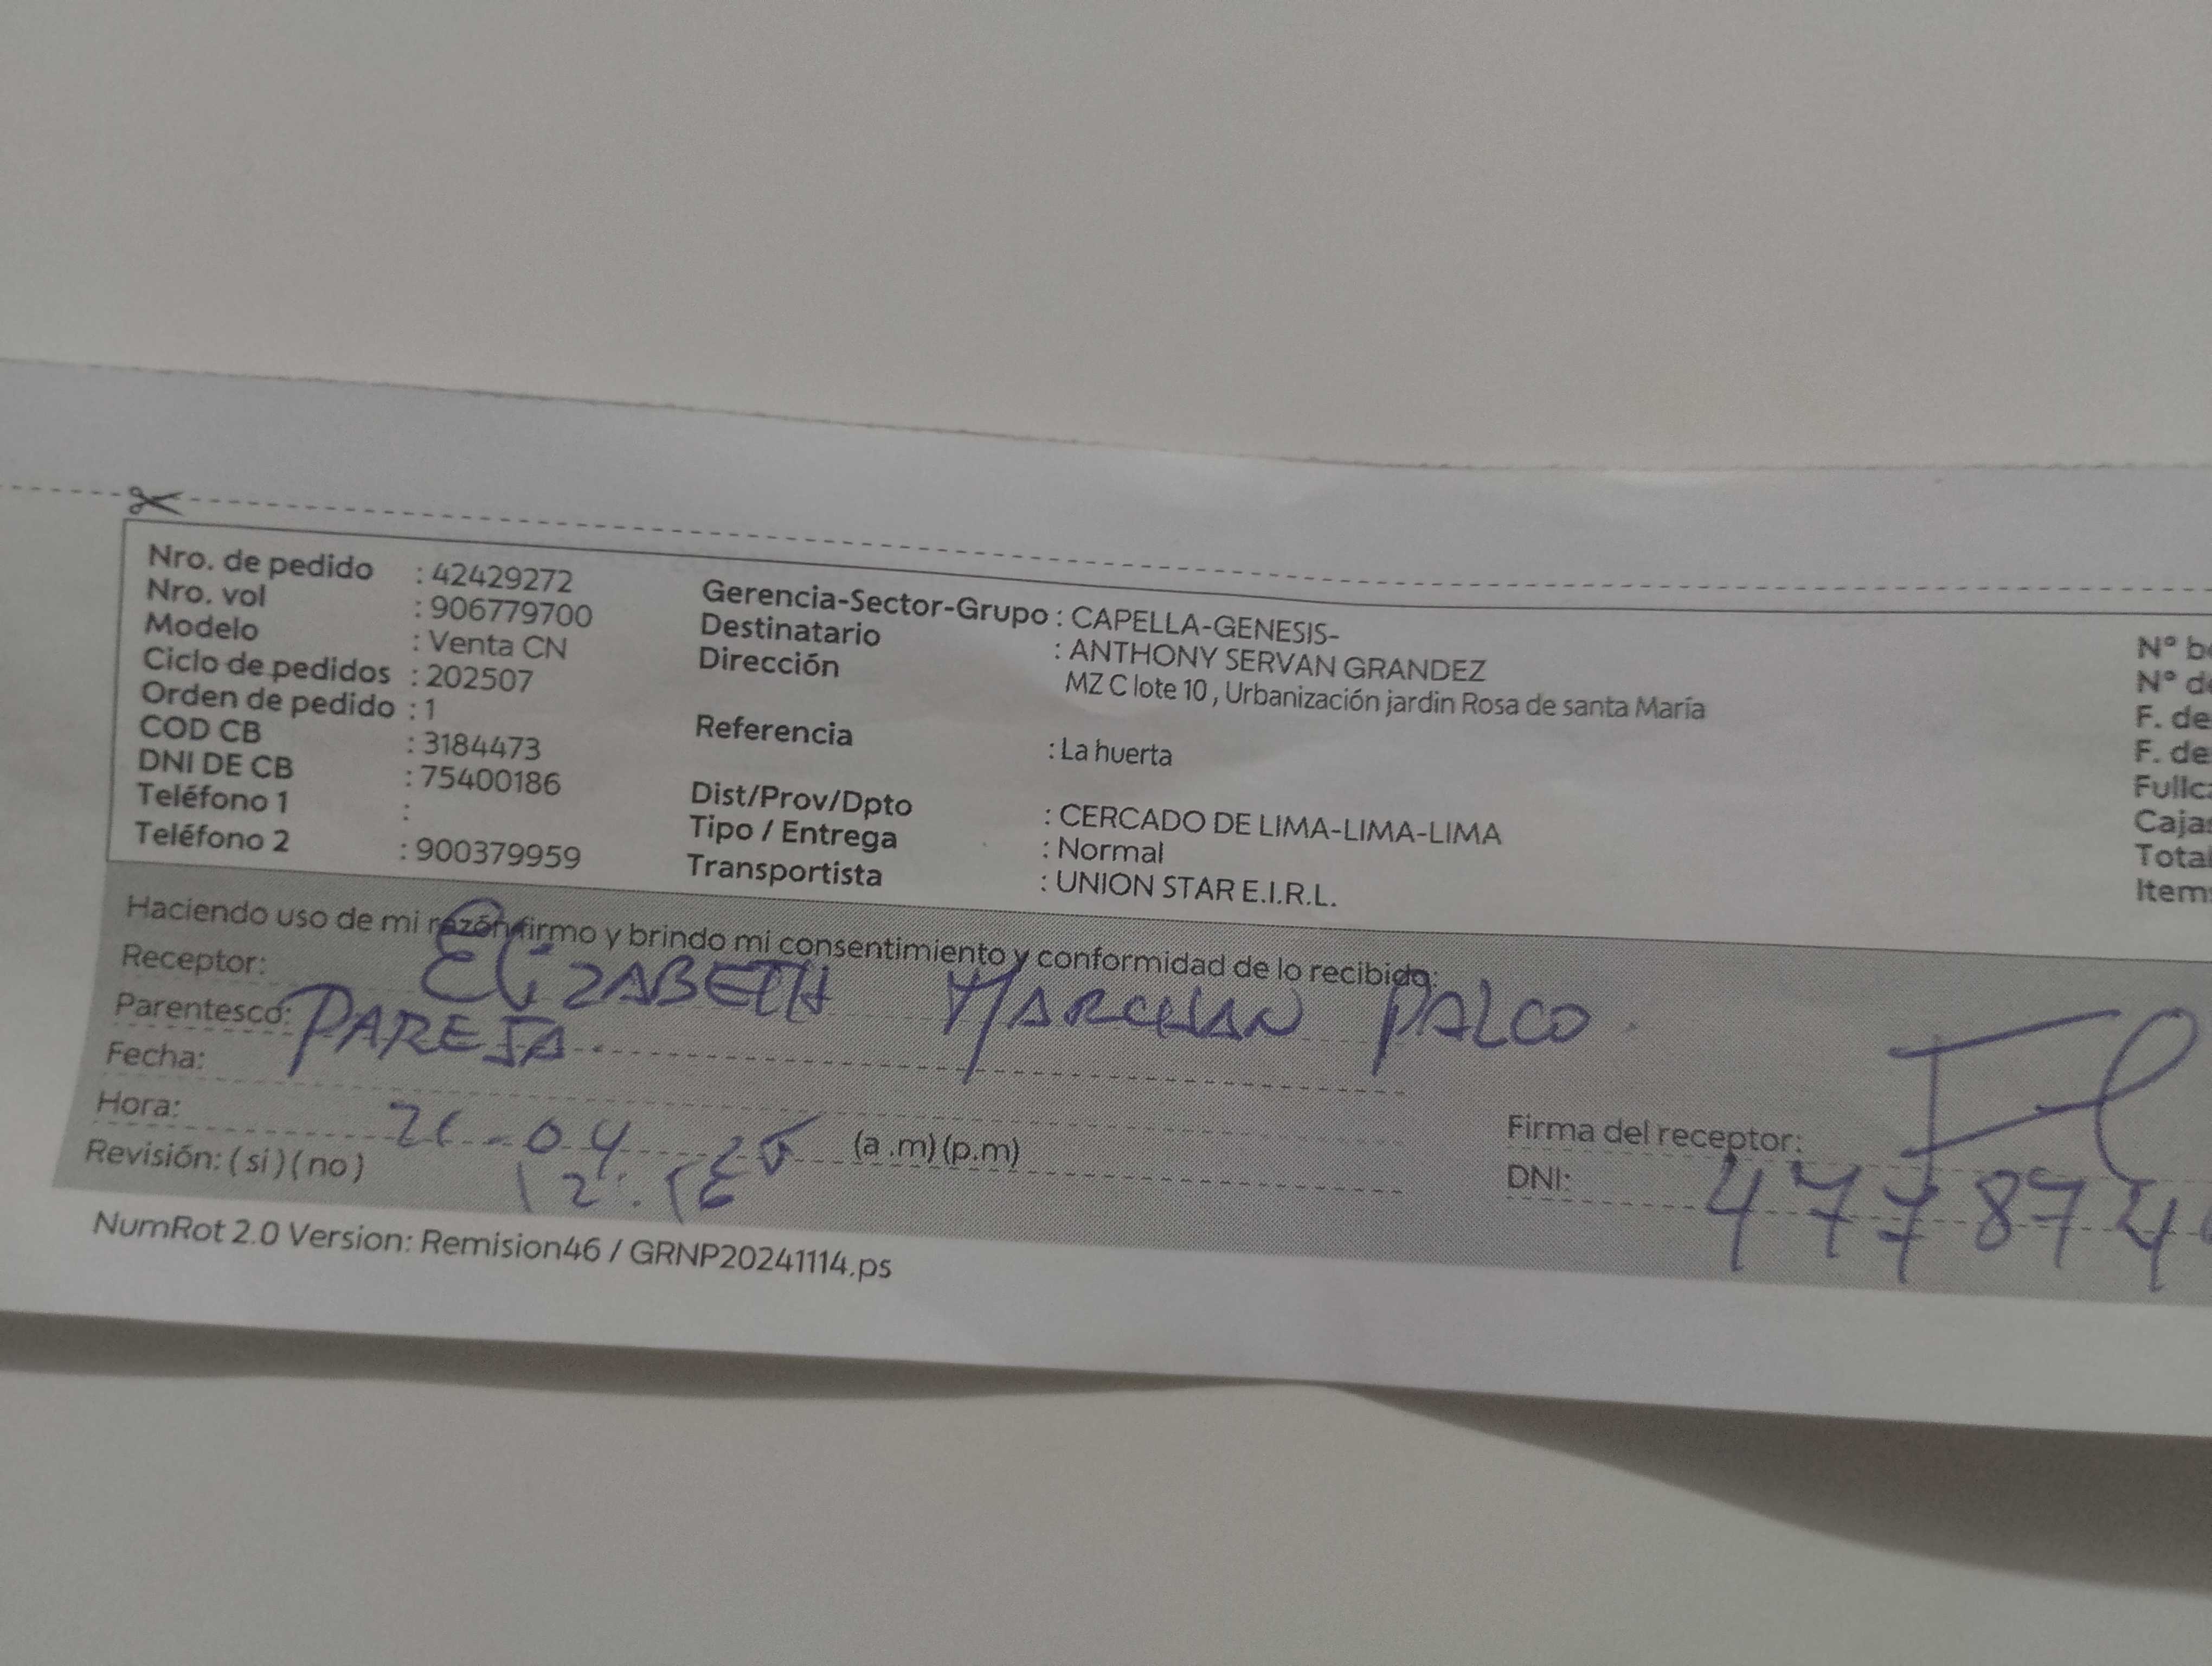 Nro. de pedido : 42429272
Nro. vol : 906779700
Modelo : Venta CN
Ciclo de pedidos : 202507
Orden de pedido : 1
COD CB : 3184473
DNI DE CB : 75400186
Teléfono 1 :
Teléfono 2 : 900379959
Gerencia-Sector-Grupo : CAPELLA-GENESIS-
Destinatario : ANTHONY SERVAN GRANDEZ
Dirección MZ C lote 10 , Urbanización jardin Rosa de santa María
Referencia : La huerta
Dist/Prov/Dpto : CERCADO DE LIMA-LIMA-LIMA
Tipo / Entrega : Normal
Transportista : UNION STAR E.I.R.L.
N°
N°
F. de
F. de
Total
Haciendo uso de mi razón firmo y brindo mi consentimiento y conformidad de lo recibido:
Receptor: ELIZABETH MARCHAN PALCO
Parentesco: PAREJA
Fecha:
Hora: (a .m) (p.m)
Revisión: ( si ) ( no )
Firma del receptor:
DNI: 477874
NumRot 2.0 Version: Remision46 / GRNP20241114.ps